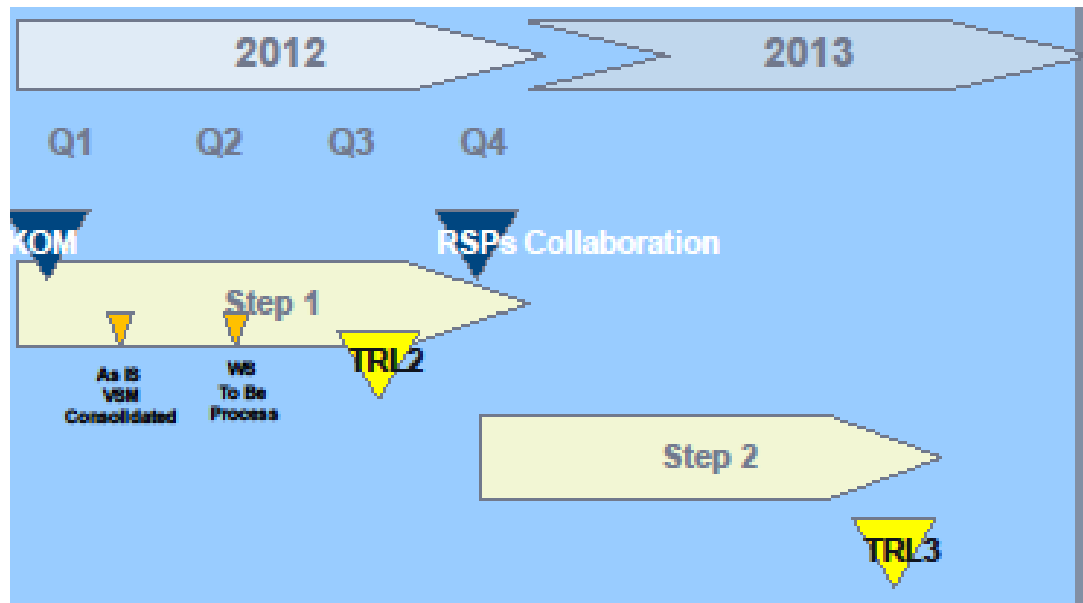 2012
2013
Q1
Q2
Q3
Q4
KOM
RSPs Collaboration
Step 1
As IS
VSM
Consolidated
WS
To Be
Process
TRL2
Step 2
TRL3